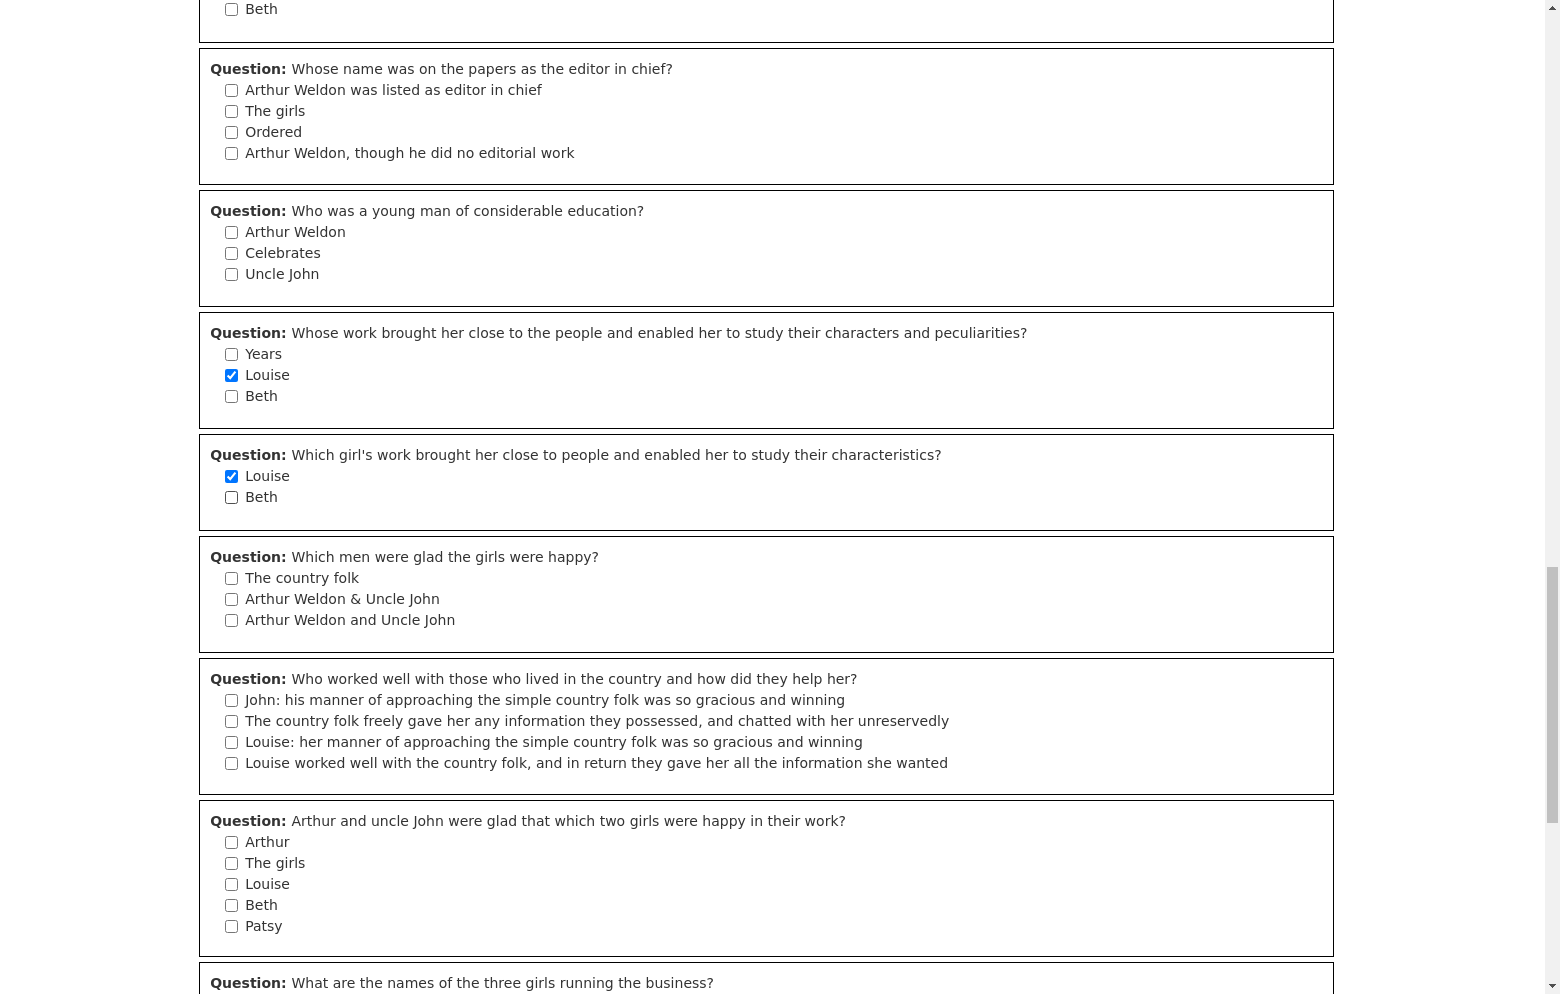 Beth
Question: Whose name was on the papers as the editor in chief?
Arthur Weldon was listed as editor in chief
The girls
Ordered
Arthur Weldon, though he did no editorial work
Question: Who was a young man of considerable education?
Arthur Weldon
Celebrates
Uncle John
Question: Whose work brought her close to the people and enabled her to study their characters and peculiarities?
Years
Louise
Beth
Question: Which girl's work brought her close to people and enabled her to study their characteristics?
Louise
Beth
Question: Which men were glad the girls were happy?
The country folk
Arthur Weldon & Uncle John
Arthur Weldon and Uncle John
Question: Who worked well with those who lived in the country and how did they help her?
John: his manner of approaching the simple country folk was so gracious and winning
The country folk freely gave her any information they possessed, and chatted with her unreservedly
Louise: her manner of approaching the simple country folk was so gracious and winning
Louise worked well with the country folk, and in return they gave her all the information she wanted
Question: Arthur and uncle John were glad that which two girls were happy in their work?
Arthur
The girls
Louise
Beth
Patsy
Question: What are the names of the three girls running the business?